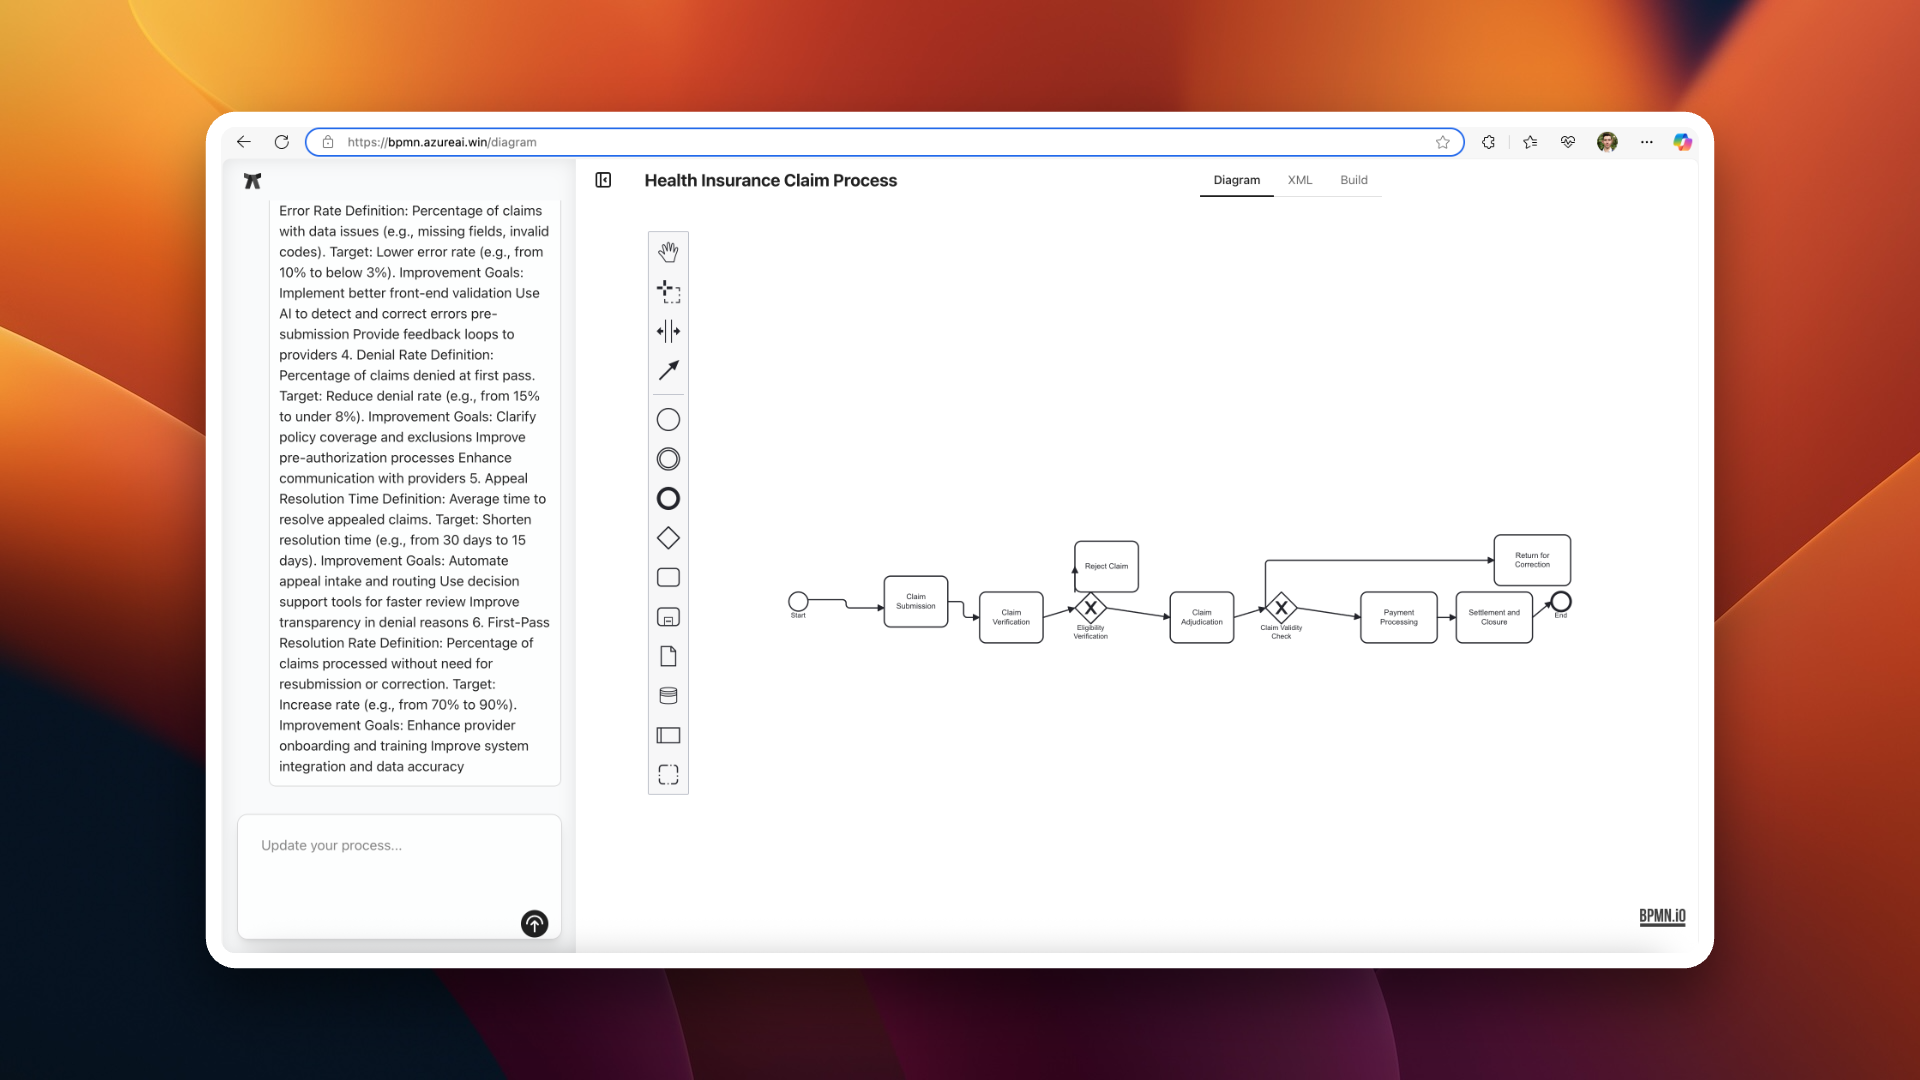 https://bpmn.azureai.win/diagram
Error Rate Definition: Percentage of claims
with data issues (e.g., missing fields, invalid
codes). Target: Lower error rate (e.g., from
10% to below 3%). Improvement Goals:
Implement better front-end validation Use
AI to detect and correct errors pre-
submission Provide feedback loops to
providers 4. Denial Rate Definition:
Percentage of claims denied at first pass.
Target: Reduce denial rate (e.g., from 15%
to under 8%). Improvement Goals: Clarify
policy coverage and exclusions Improve
pre-authorization processes Enhance
communication with providers 5. Appeal
Resolution Time Definition: Average time to
resolve appealed claims. Target: Shorten
resolution time (e.g., from 30 days to 15
days). Improvement Goals: Automate
appeal intake and routing Use decision
support tools for faster review Improve
transparency in denial reasons 6. First-Pass
Resolution Rate Definition: Percentage of
claims processed without need for
resubmission or correction. Target:
Increase rate (e.g., from 70% to 90%).
Improvement Goals: Enhance provider
onboarding and training Improve system
integration and data accuracy
Update your process...
Health Insurance Claim Process
Diagram
XML
Build
Start
Claim
Submission
Claim
Verification
Reject Claim
Eligibility
Verification
Claim
Adjudication
Claim Validity
Check
Payment
Processing
Settlement and
Closure
Return for
Correction
End
BPMN.iO